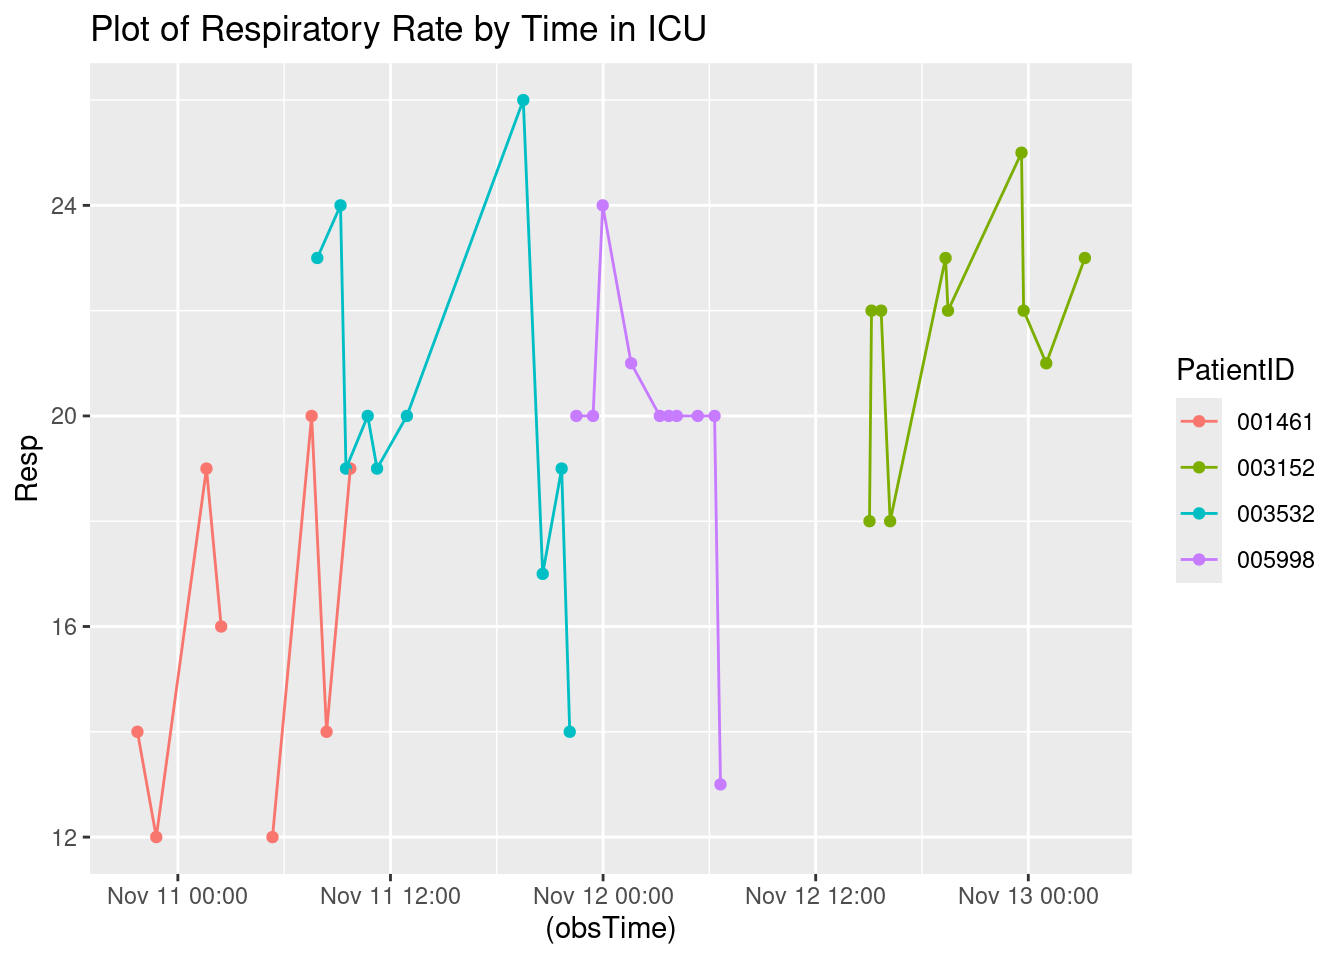 Plot of Respiratory Rate by Time in ICU
24
20
16
12
Resp
Nov 11 00:00
Nov 11 12:00
Nov 12 00:00
Nov 12 12:00
Nov 13 00:00
(obsTime)
PatientID
001461
003152
003532
005998